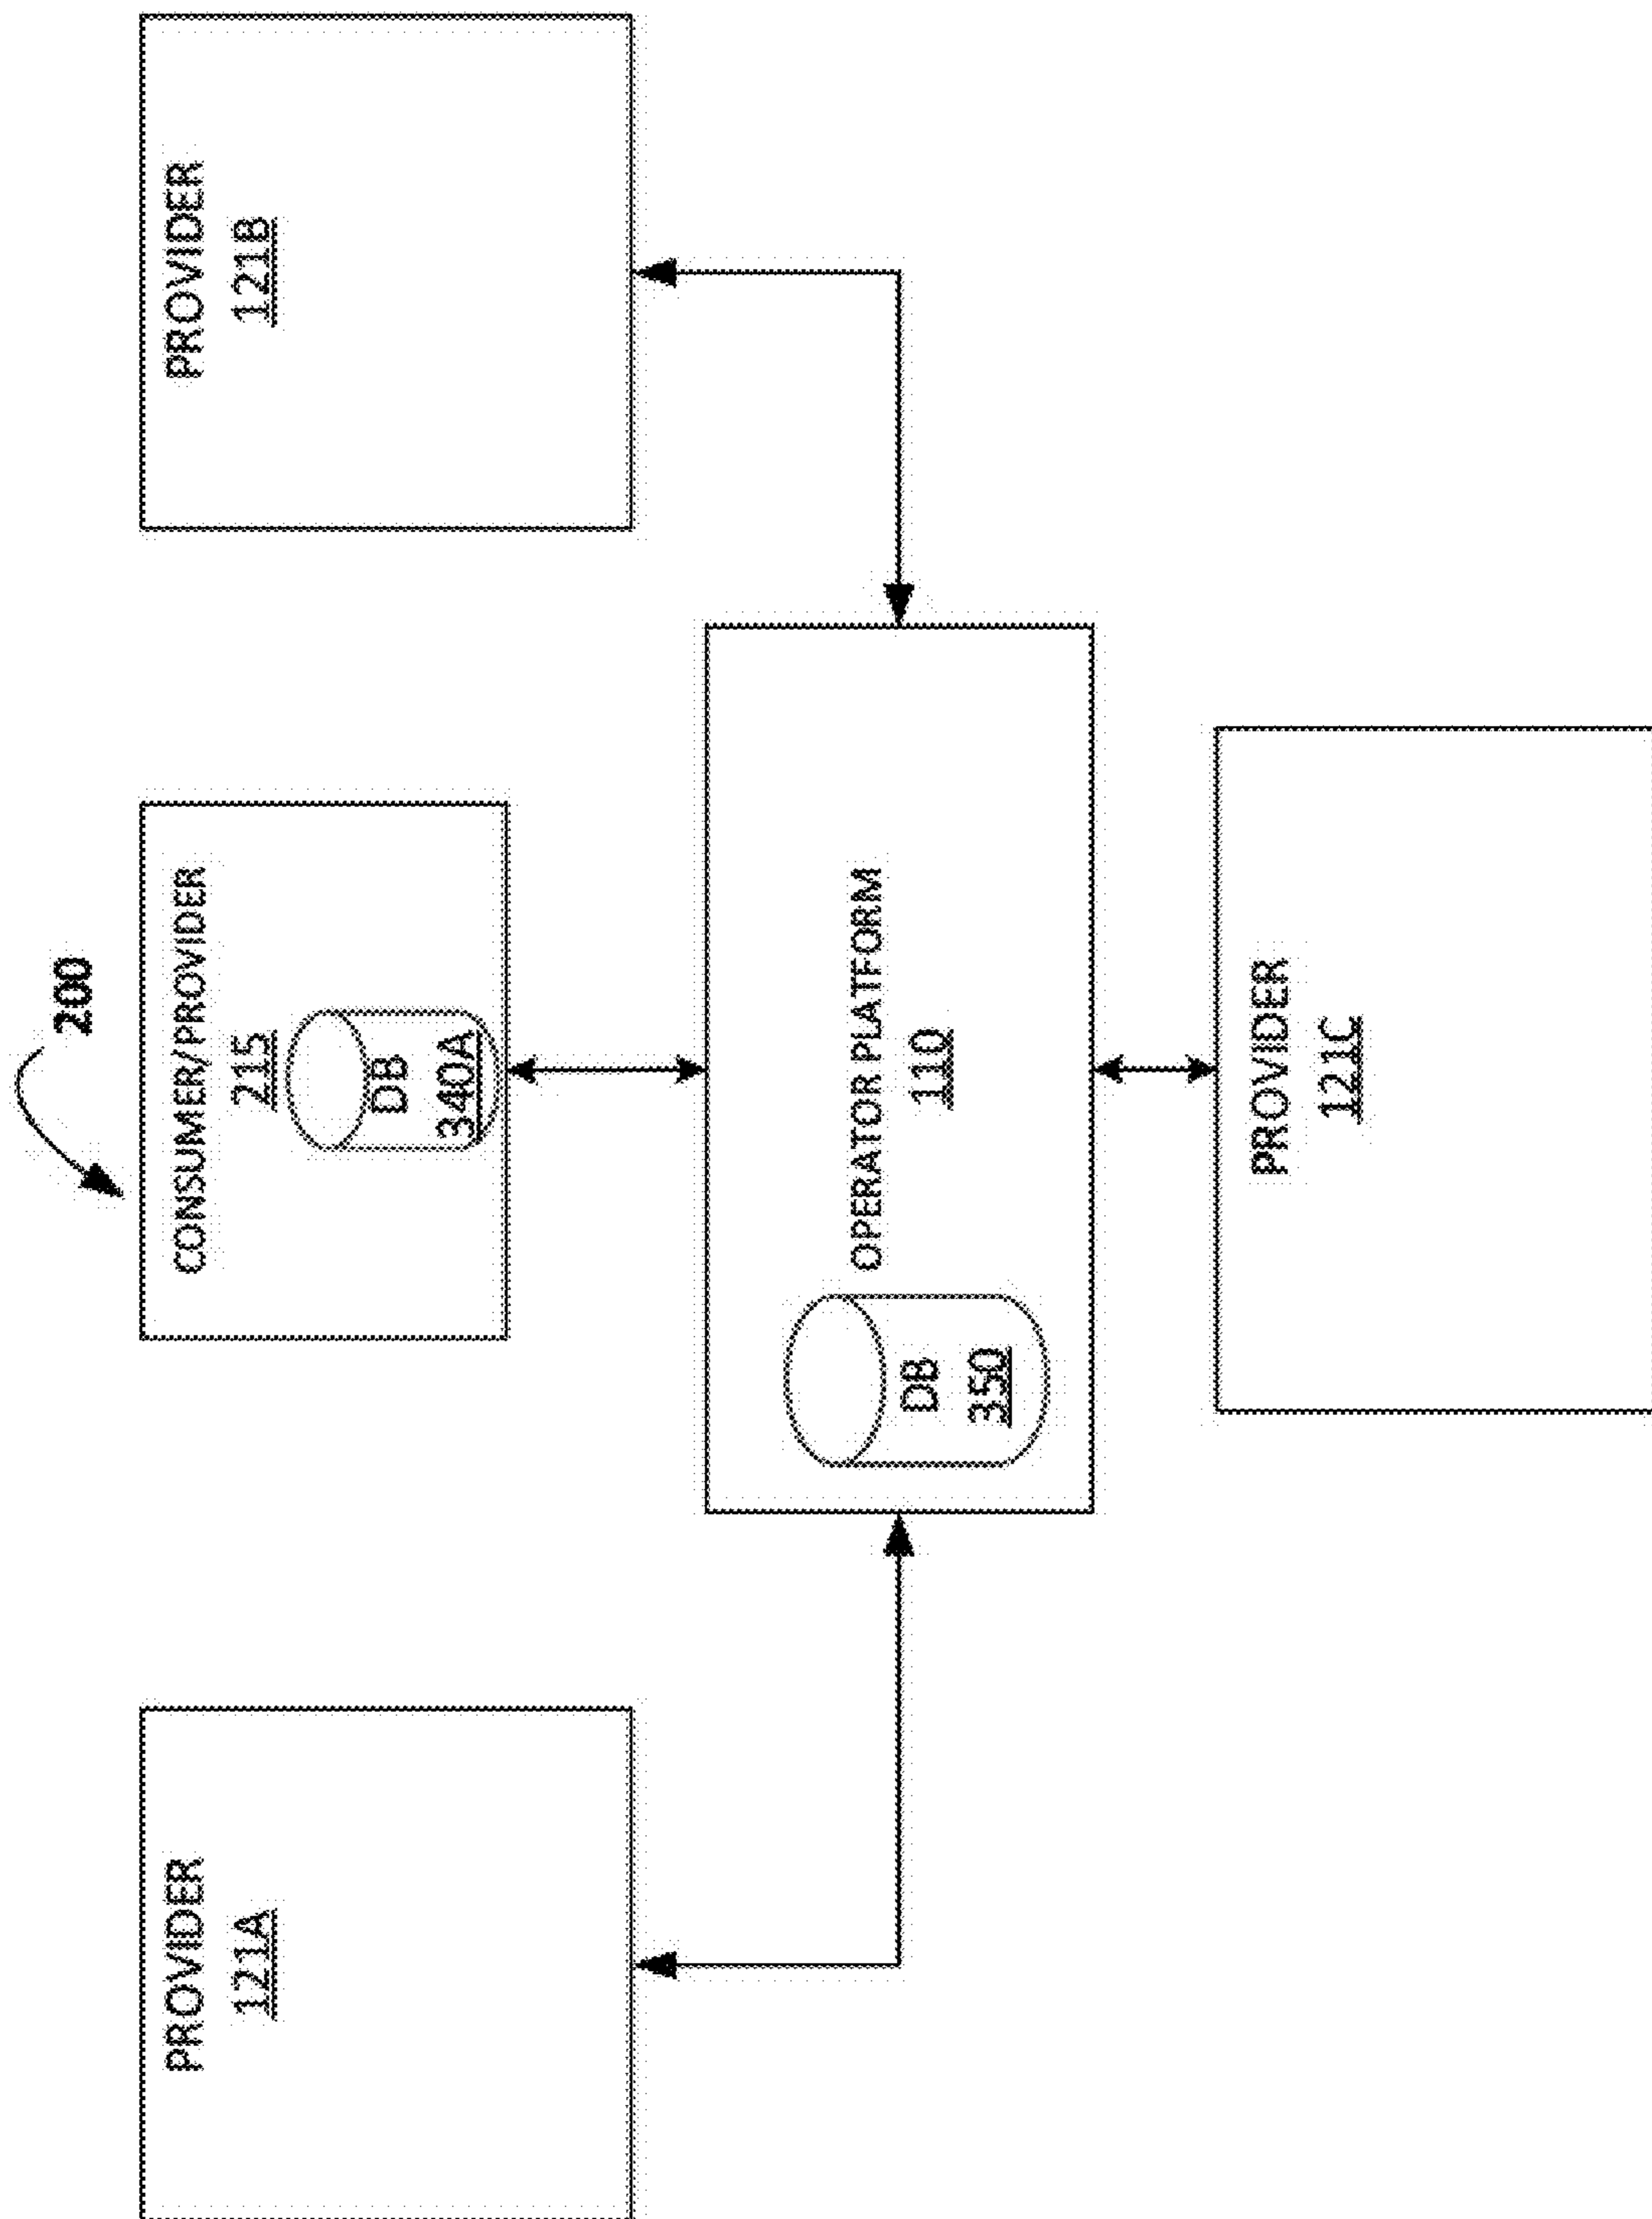 200
PROVIDER
121A
CONSUMER/PROVIDER
215
DB
340A
PROVIDER
121B
OPERATOR PLATFORM
110
DB
350
PROVIDER
121C